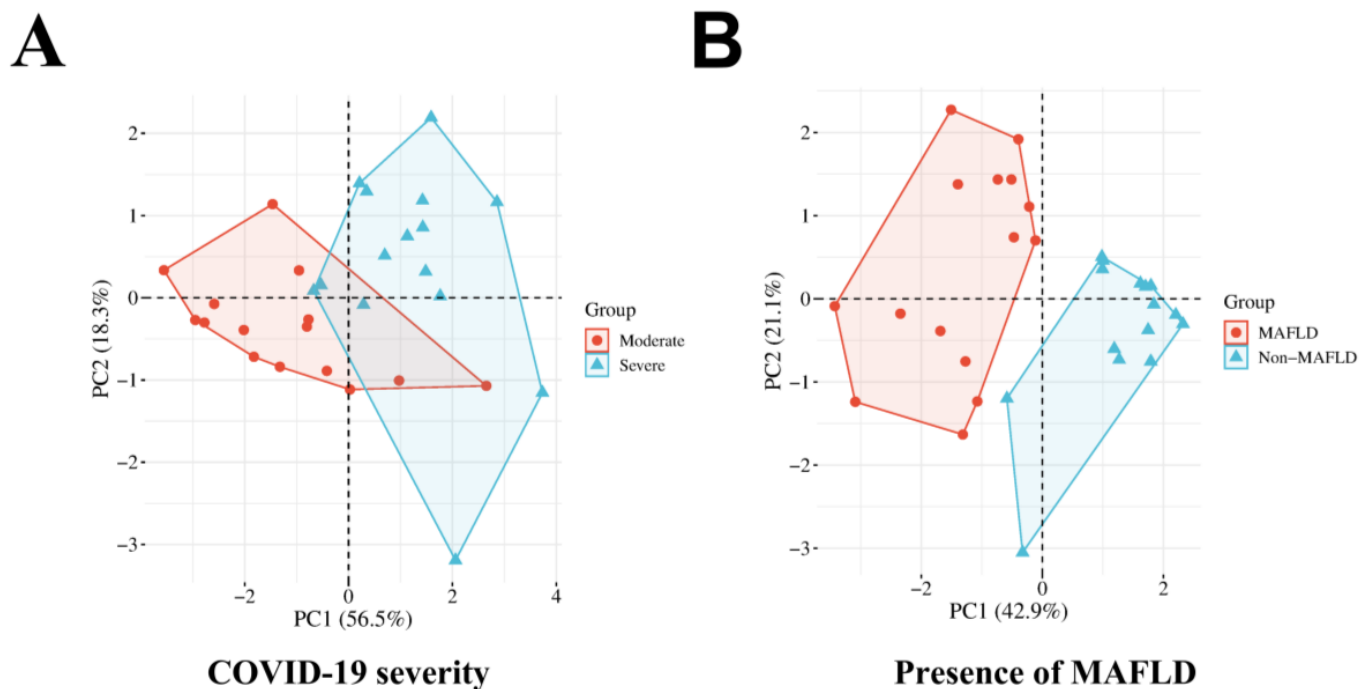 A
2
1
0
-1
-2
-3
PC2 (18.3%)
-2
0
2
4
PC1 (56.5%)
Group
Moderate
Severe
COVID-19 severity
B
2
1
0
-1
-2
-3
PC2 (21.1%)
-2
0
2
PC1 (42.9%)
Group
MAFLD
Non-MAFLD
Presence of MAFLD